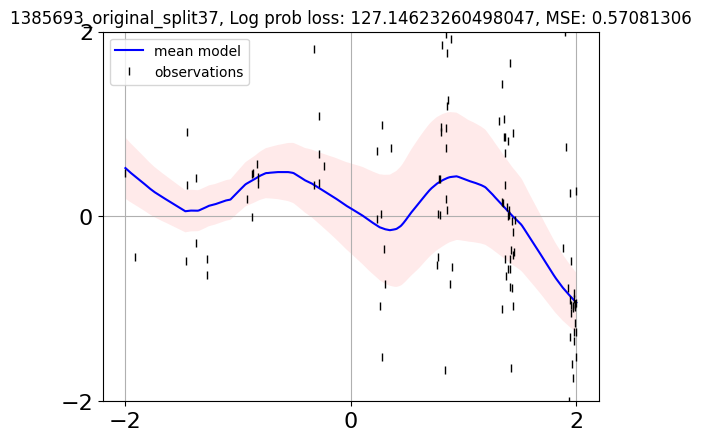 1385693_original_split37, Log prob loss: 127.14623260498047, MSE: 0.57081306
2
mean model
observations
0
−2
−2
0
2